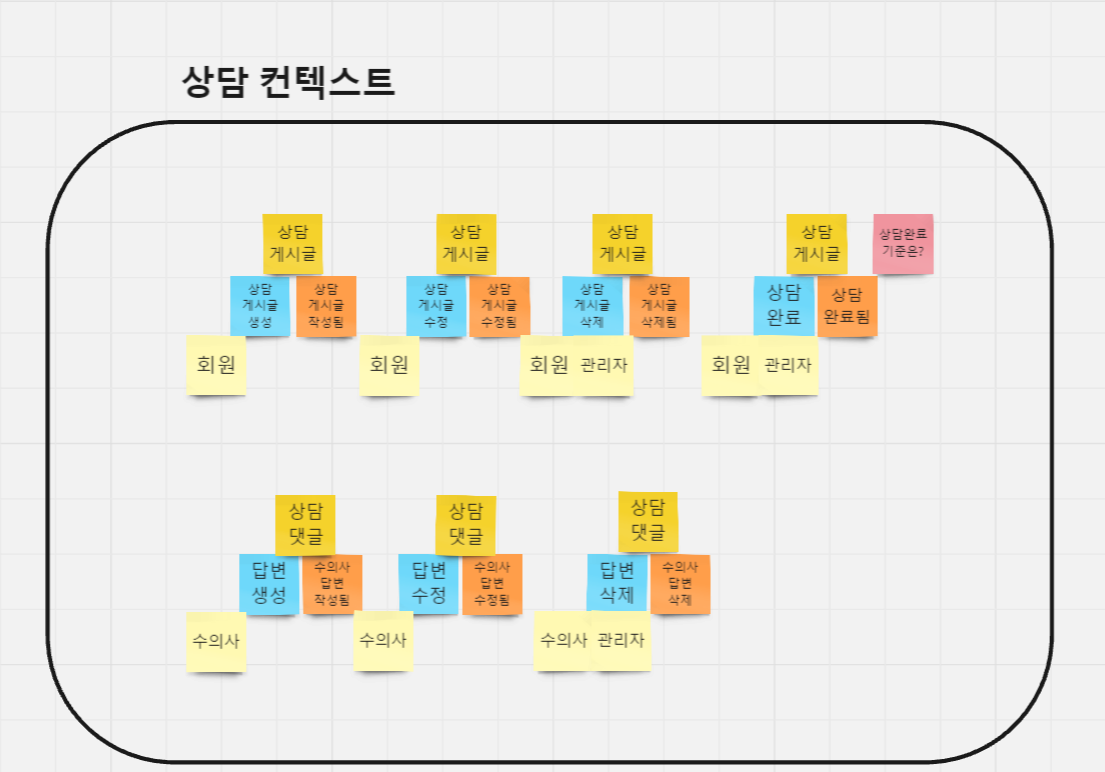 상담 컨텍스트
상담
게시글
상담
게시글
생성
상담
게시글
작성됨
회원
상담
게시글
상담
게시글
수정
상담
게시글
수정됨
회원
상담
게시글
상담
게시글
삭제
상담
게시글
삭제됨
회원
관리자
상담
게시글
상담완료
기준은?
상담
완료
상담
완료됨
회원
관리자
상담
댓글
답변
생성
수의사
답변
작성됨
수의사
상담
댓글
답변
수정
수의사
답변
수정됨
수의사
상담
댓글
답변
삭제
수의사
답변
삭제
수의사
관리자